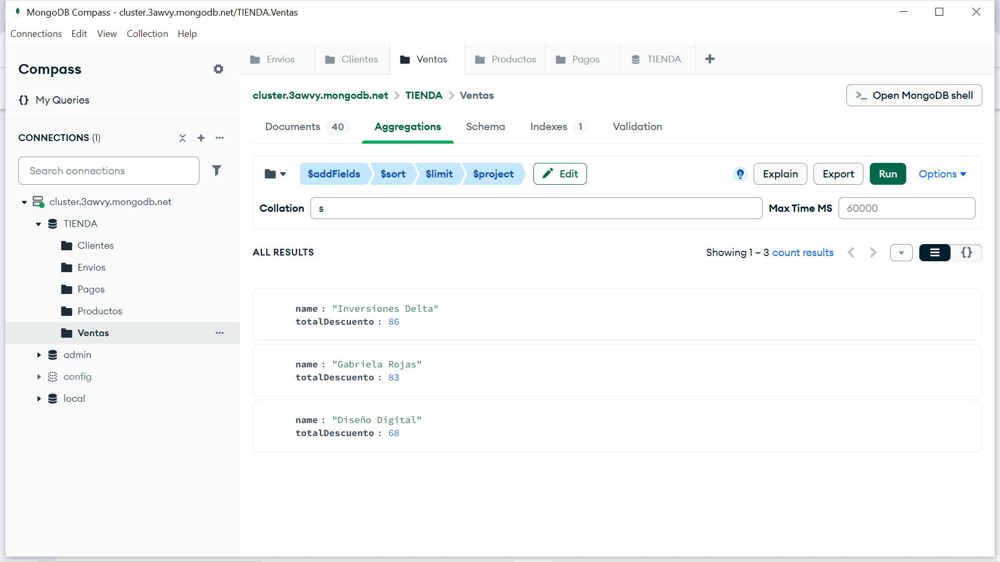 MongoDB Compass - cluster.3awvy.mongodb.net/TIENDA.Ventas
Connections Edit View Collection Help
Compass
{} My Queries
CONNECTIONS (1)
Search connections
cluster.3awvy.mongodb.net
TIENDA
Clientes
Envios
Pagos
Productos
Ventas
admin
config
local
Envios Clientes Ventas Productos Pagos TIENDA
cluster.3awvy.mongodb.net > TIENDA > Ventas
>_ Open MongoDB shell
Documents 40 Aggregations Schema Indexes 1 Validation
$addFields $sort $limit $project Edit Explain Export Run Options
Collation s Max Time MS 60000
ALL RESULTS Showing 1 – 3 count results {}
name : "Inversiones Delta"
totalDescuento : 86
name : "Gabriela Rojas"
totalDescuento : 83
name : "Diseño Digital"
totalDescuento : 68